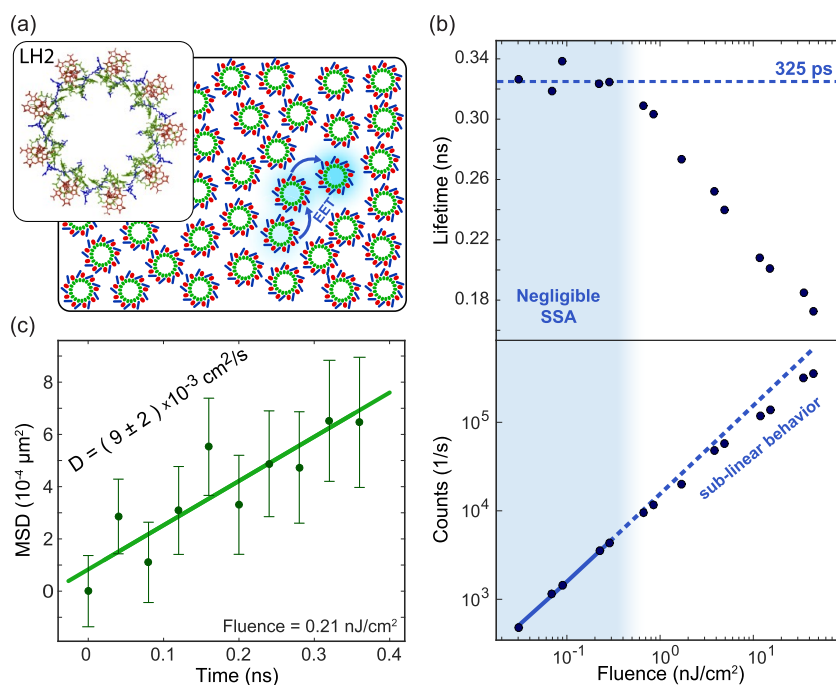 (a)
LH2
EET
(b)
0.34
0.30
0.26
0.22
0.18
Lifetime (ns)
325 ps
Negligible
SSA
10⁵
10⁴
10³
Counts (1/s)
sub-linear behavior
10⁻¹
10⁰
10¹
Fluence (nJ/cm²)
(c)
8
6
4
2
0
MSD (10⁻⁴ μm²)
D = ( 9 ± 2 ) ×10⁻³ cm²/s
Fluence = 0.21 nJ/cm²
0
0.1
0.2
0.3
0.4
Time (ns)